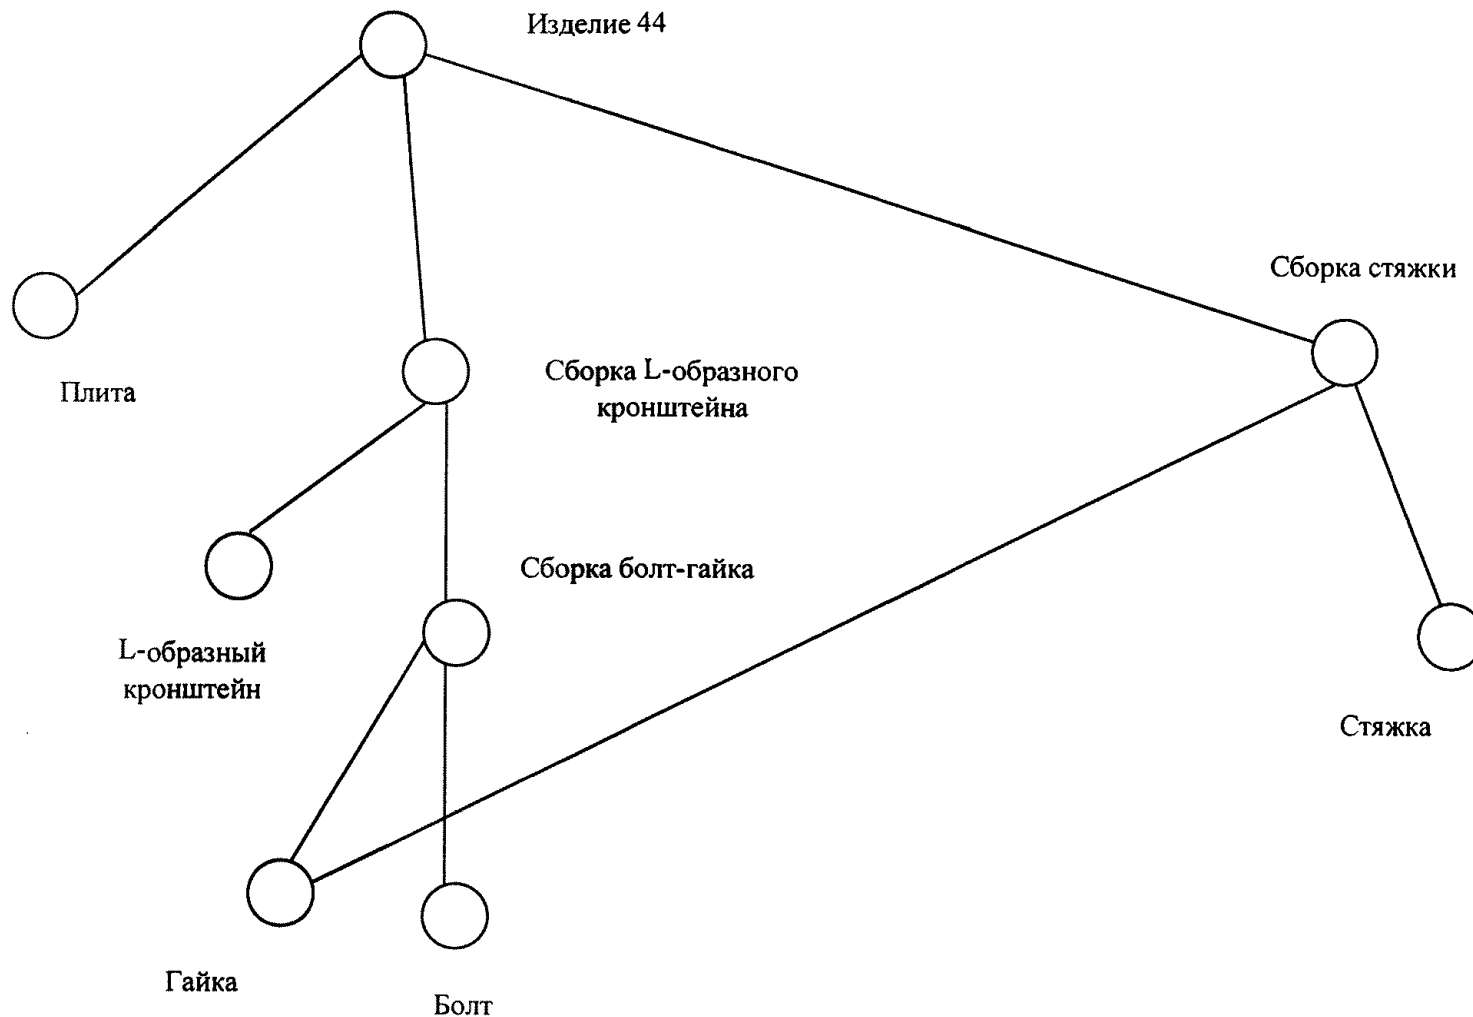 Изделие 44
Сборка стяжки
Сборка L-образного
кронштейна
Плита
Сборка болт-гайка
L-образный
кронштейн
Стяжка
Гайка
Болт